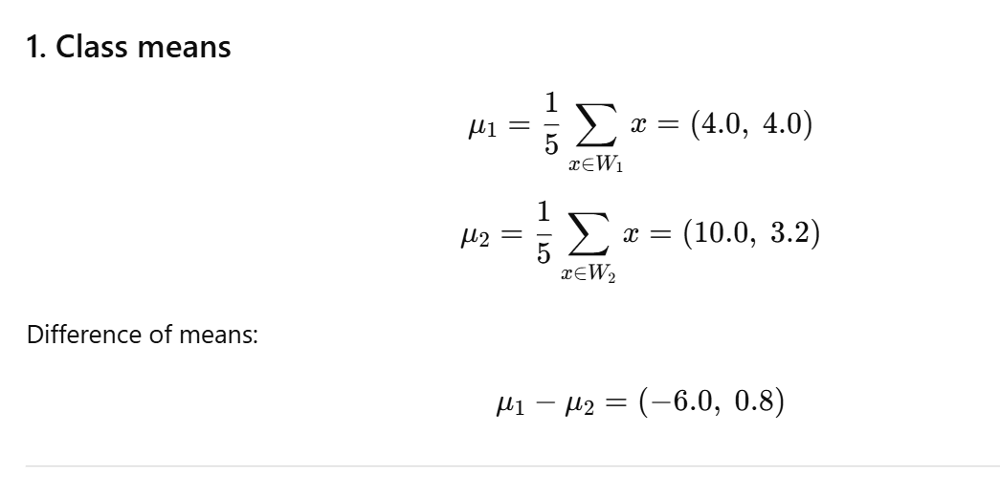 1. Class means
μ₁ = 1/5 ∑_{x∈W₁} x = (4.0, 4.0)
μ₂ = 1/5 ∑_{x∈W₂} x = (10.0, 3.2)
Difference of means:
μ₁ − μ₂ = (−6.0, 0.8)